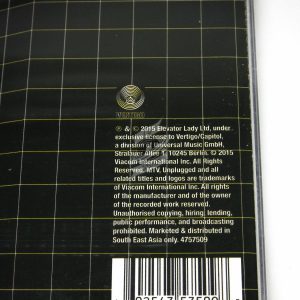 VERTIGO
℗ & © 2015 Elevator Lady Ltd, under
exclusive license to Vertigo/Capitol,
a division of Universal Music GmbH,
Stralauer Allee 1, 10245 Berlin. © 2015
Viacom International Inc. All Rights
Reserved. MTV, Unplugged and all
related titles and logos are trademarks
of Viacom International Inc. All rights
of the manufacturer and of the owner
of the recorded work reserved.
Unauthorised copying, hiring, lending,
public performance, and broadcasting
prohibited. Marketed & distributed in
South East Asia only. 4757509